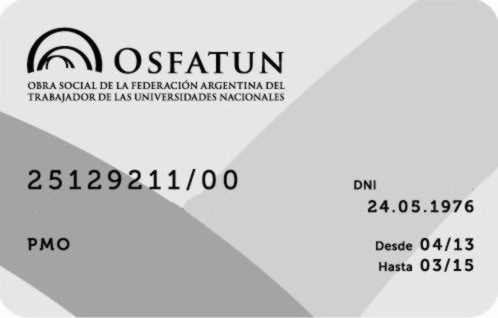 OSFATUN
OBRA SOCIAL DE LA FEDERACIÓN ARGENTINA DEL
TRABAJADOR DE LAS UNIVERSIDADES NACIONALES
25129211/00
DNI
24.05.1976
PMO
Desde 04/13
Hasta 03/15